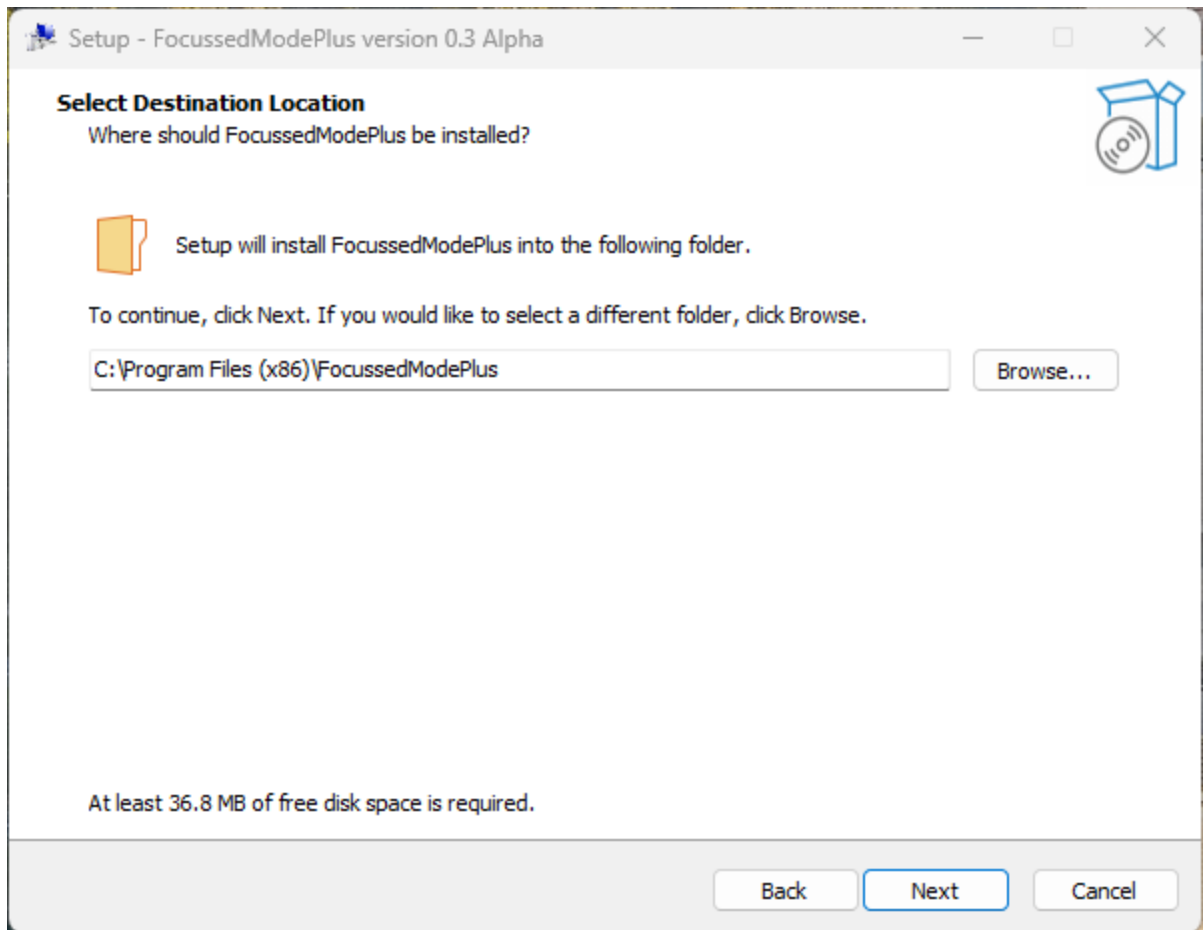 Setup - FocussedModePlus version 0.3 Alpha
Select Destination Location
Where should FocussedModePlus be installed?
Setup will install FocussedModePlus into the following folder.
To continue, click Next. If you would like to select a different folder, click Browse.
C:\Program Files (x86)\FocussedModePlus
Browse...
At least 36.8 MB of free disk space is required.
Back
Next
Cancel